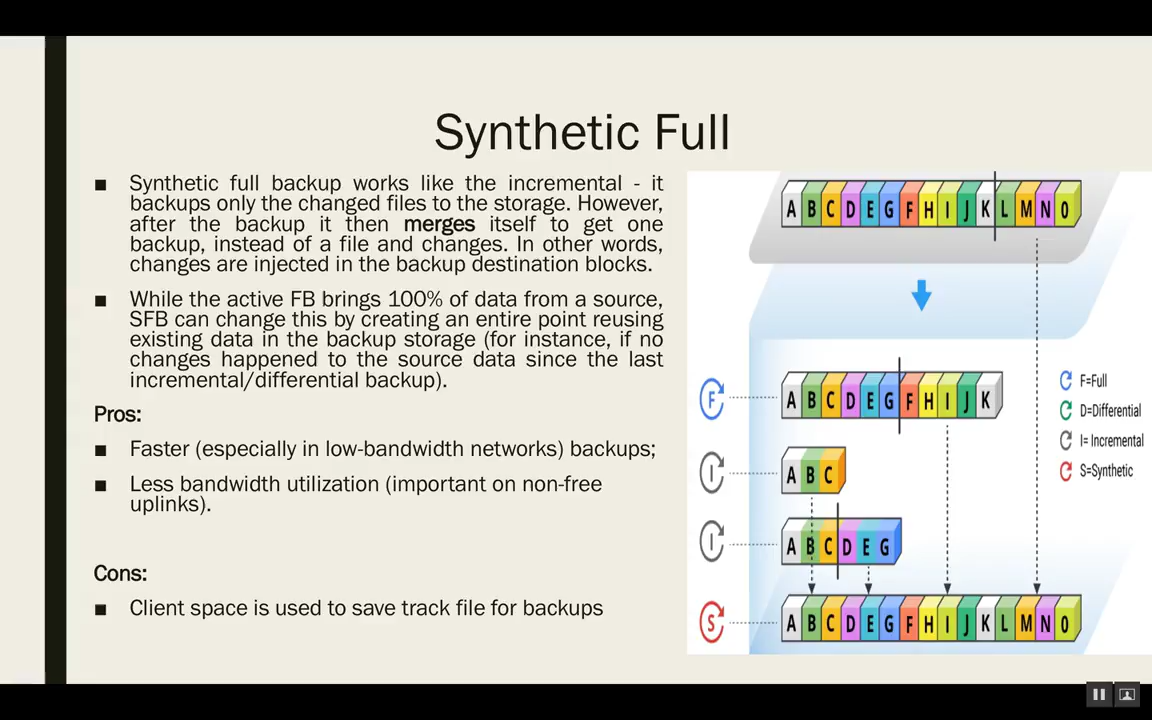 Synthetic Full
■ Synthetic full backup works like the incremental - it
backups only the changed files to the storage. However,
after the backup it then merges itself to get one
backup, instead of a file and changes. In other words,
changes are injected in the backup destination blocks.
■ While the active FB brings 100% of data from a source,
SFB can change this by creating an entire point reusing
existing data in the backup storage (for instance, if no
changes happened to the source data since the last
incremental/differential backup).
Pros:
■ Faster (especially in low-bandwidth networks) backups;
■ Less bandwidth utilization (important on non-free
uplinks).
Cons:
■ Client space is used to save track file for backups
A B C D E G F H I J K L M N O
F A B C D E G F H I J K
I A B C
I A B C D E G
S A B C D E G F H I J K L M N O
F=Full
D=Differential
I= Incremental
S=Synthetic